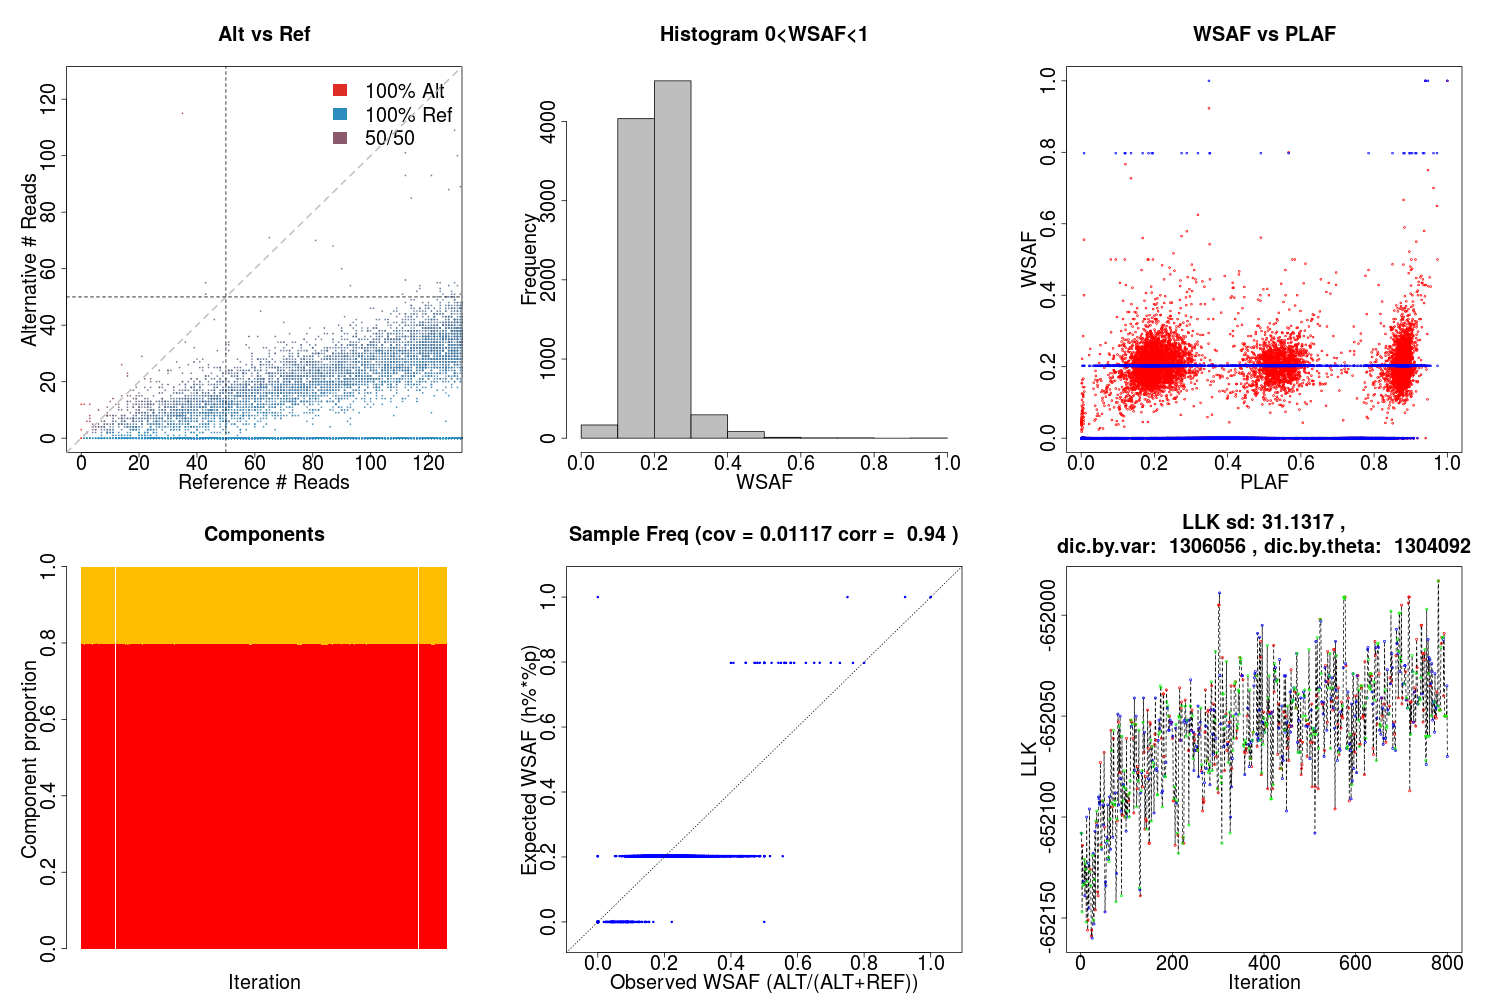 Alt vs Ref
100% Alt
100% Ref
50/50
Alternative # Reads
0 20 40 60 80 100 120
0 20 40 60 80 100 120
Reference # Reads
Histogram 0<WSAF<1
Frequency
0 1000 2000 3000 4000
0.0 0.2 0.4 0.6 0.8 1.0
WSAF
WSAF vs PLAF
WSAF
0.0 0.2 0.4 0.6 0.8 1.0
0.0 0.2 0.4 0.6 0.8 1.0
PLAF
Components
Component proportion
0.0 0.2 0.4 0.6 0.8 1.0
Iteration
Sample Freq (cov = 0.01117 corr = 0.94 )
Expected WSAF (h%*%p)
0.0 0.2 0.4 0.6 0.8 1.0
0.0 0.2 0.4 0.6 0.8 1.0
Observed WSAF (ALT/(ALT+REF))
LLK sd: 31.1317 ,
dic.by.var: 1306056 , dic.by.theta: 1304092
LLK
-652150 -652100 -652050 -652000
0 200 400 600 800
Iteration